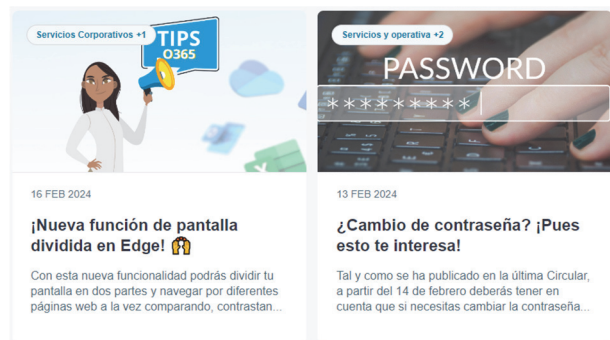 Servicios Corporativos +1
TIPS
O365
16 FEB 2024
¡Nueva función de pantalla
dividida en Edge! 🙌
Con esta nueva funcionalidad podrás dividir tu
pantalla en dos partes y navegar por diferentes
páginas web a la vez comparando, contrastan...
Servicios y operativa +2
PASSWORD
*********
13 FEB 2024
¿Cambio de contraseña? ¡Pues
esto te interesa!
Tal y como se ha publicado en la última Circular,
a partir del 14 de febrero deberás tener en
cuenta que si necesitas cambiar la contraseña...